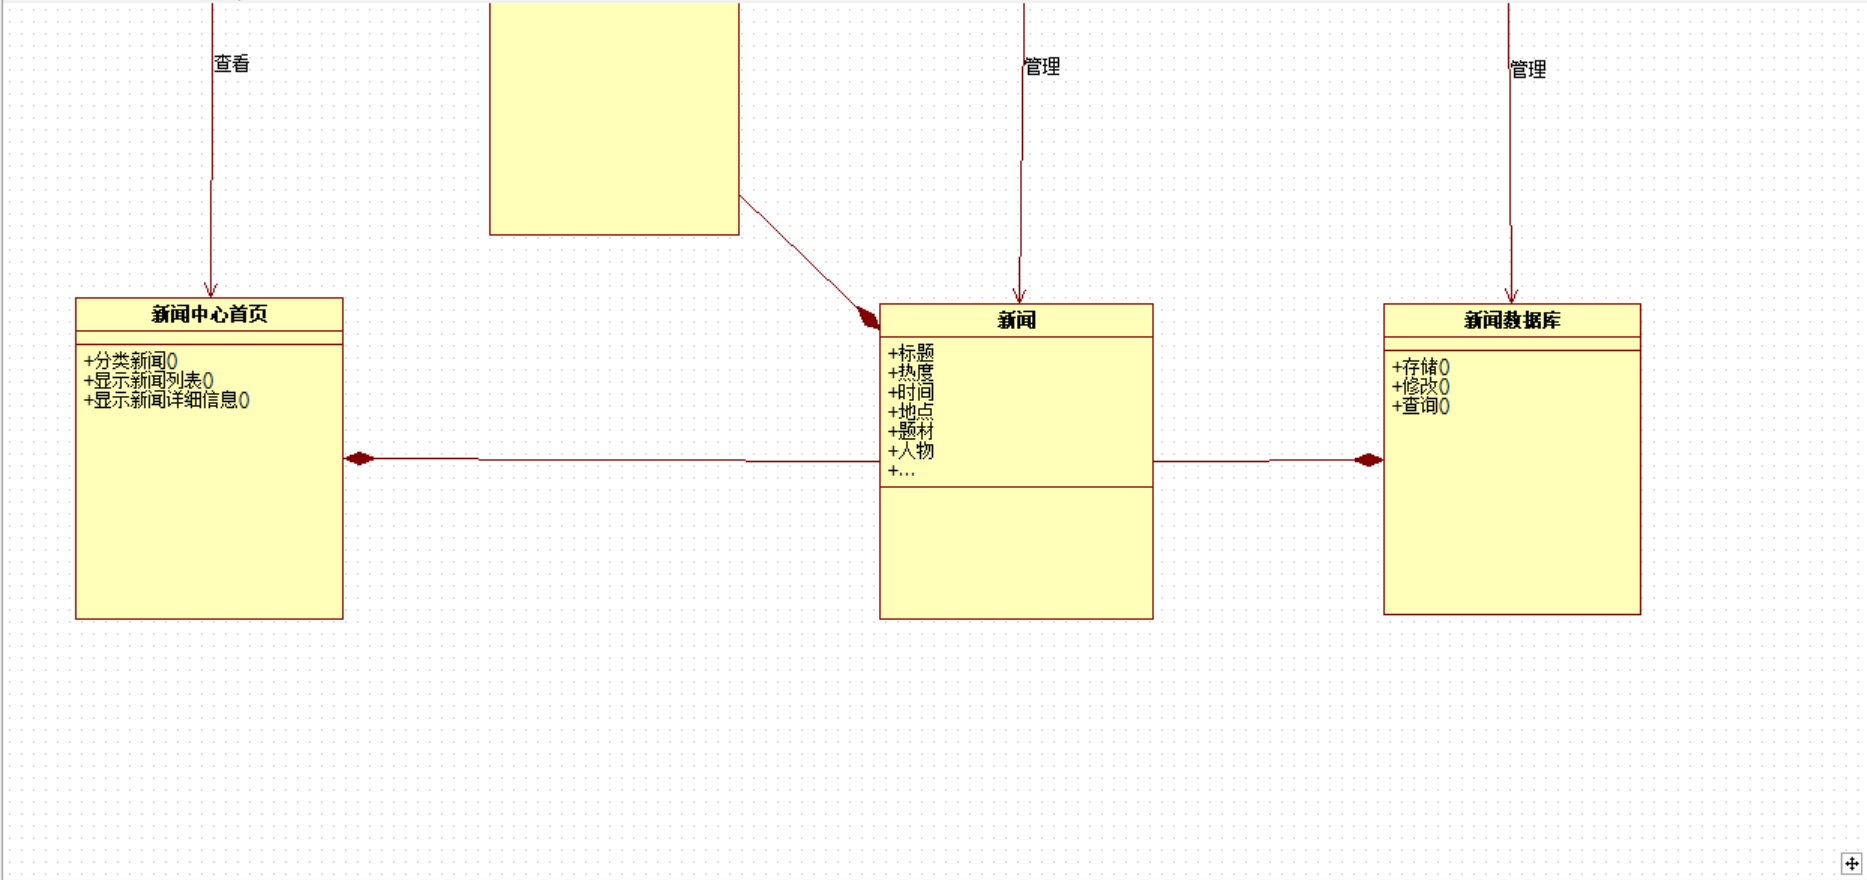 查看
管理
管理
新闻中心首页
+分类新闻()
+显示新闻列表()
+显示新闻详细信息()
新闻
+标题
+热度
+时间
+地点
+题材
+人物
+...
新闻数据库
+存储()
+修改()
+查询()